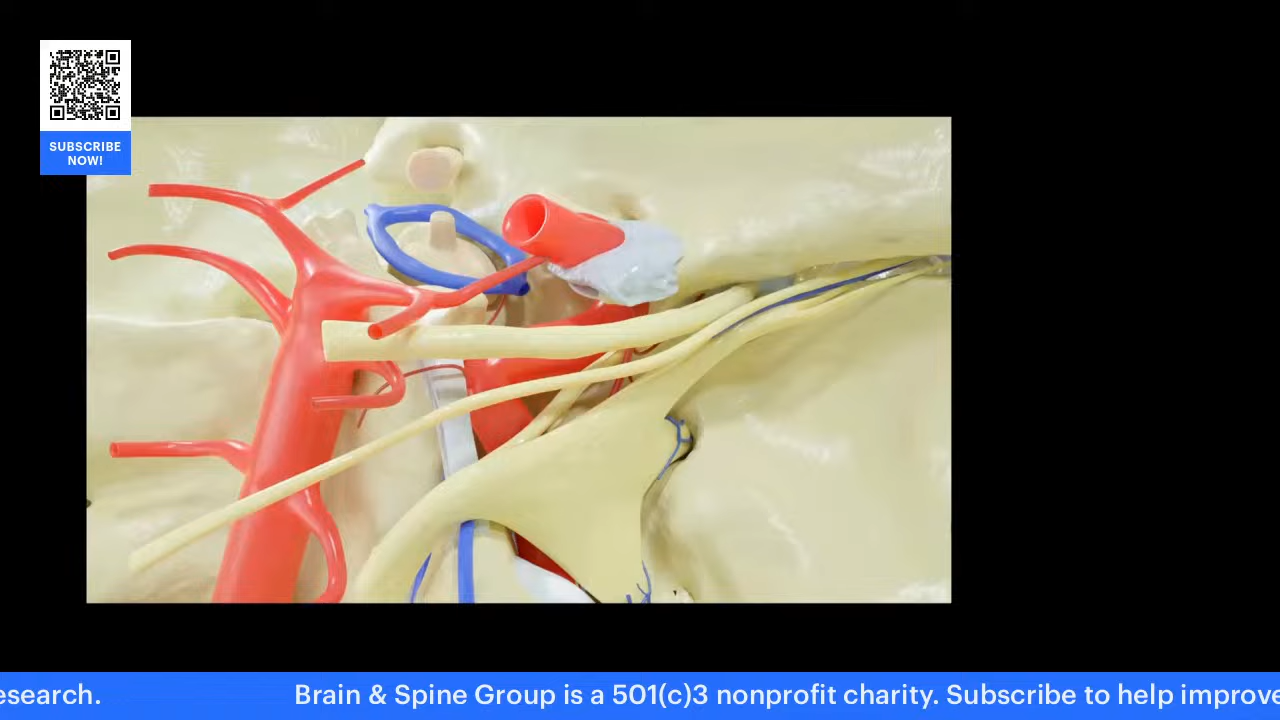 SUBSCRIBE
NOW!
esearch. Brain & Spine Group is a 501(c)3 nonprofit charity. Subscribe to help improve